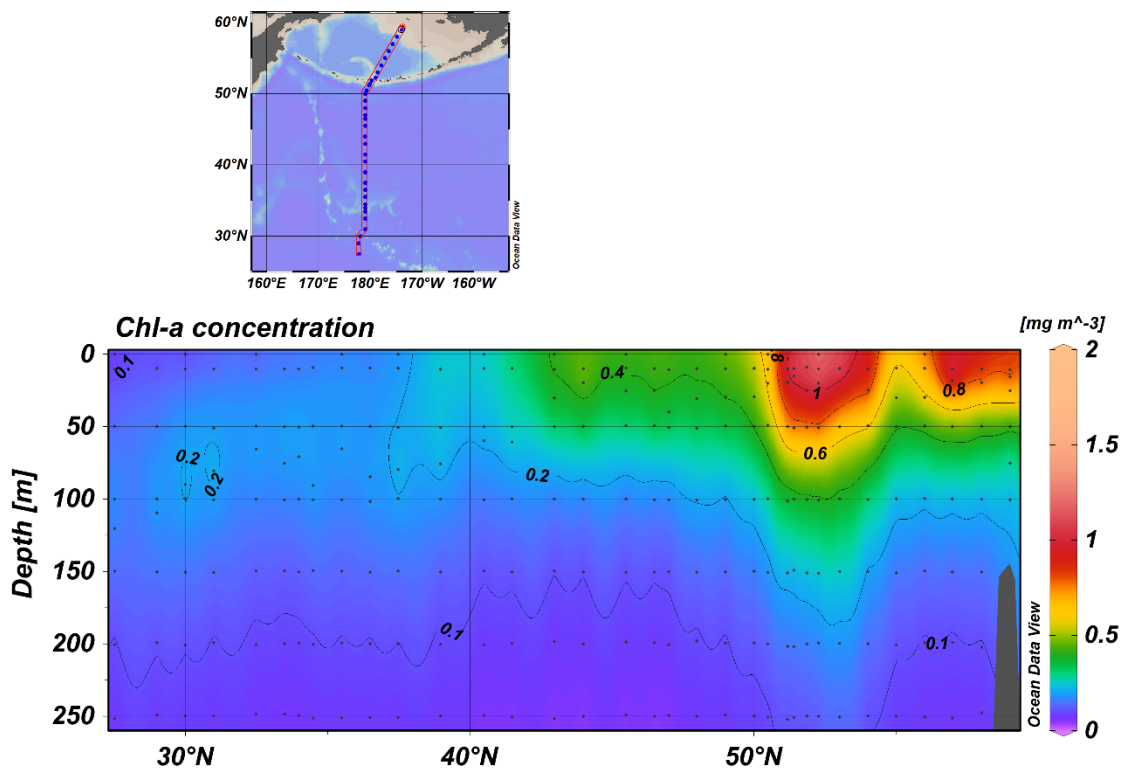 60°N
50°N
40°N
30°N
160°E 170°E 180°E 170°W 160°W
Ocean Data View
Chl-a concentration
[mg m^-3]
0
50
100
150
200
250
Depth [m]
30°N 40°N 50°N
0.1
0.2
0.2
0.1
0.2
0.4
8
1
0.6
0.8
0.1
Ocean Data View
2
1.5
1
0.5
0